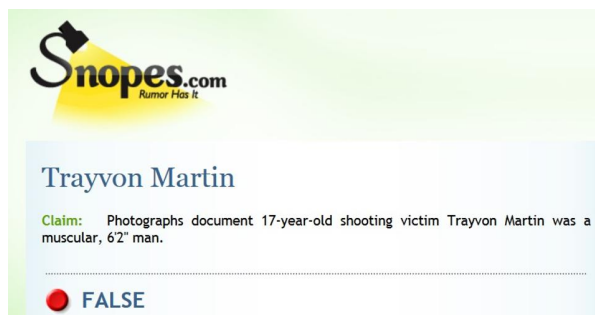 Snopes.com
Rumor Has It
Trayvon Martin
Claim: Photographs document 17-year-old shooting victim Trayvon Martin was a
muscular, 6'2" man.
FALSE